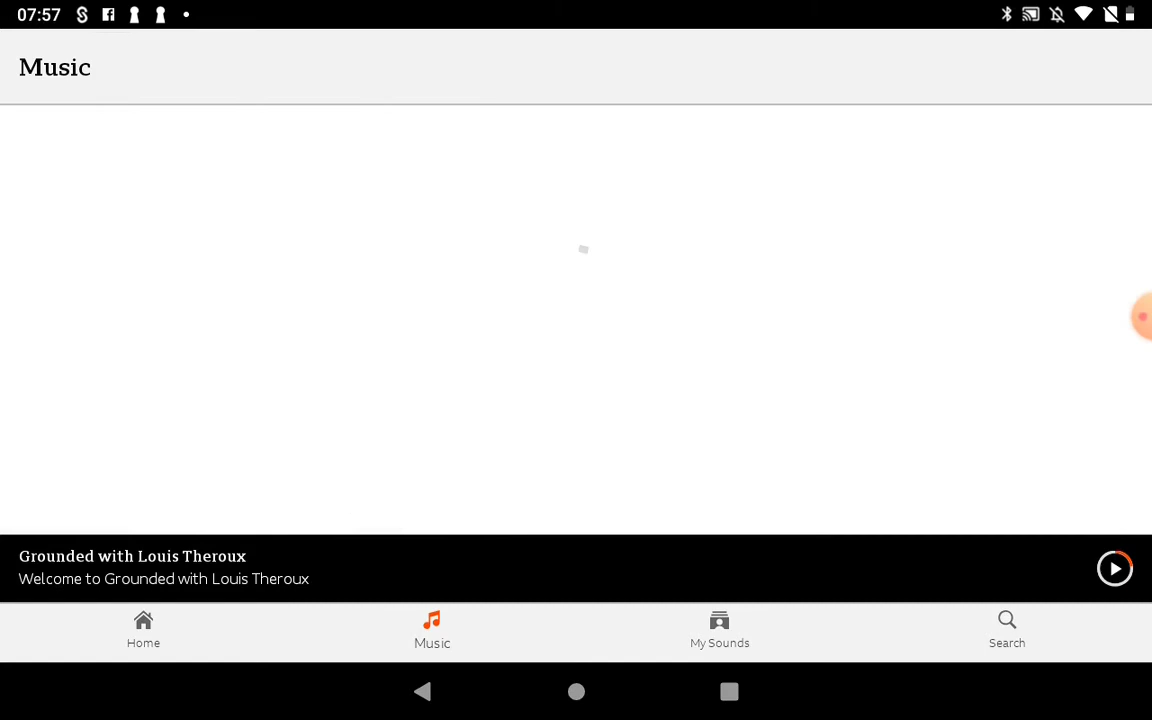 07:57
Music
Grounded with Louis Theroux
Welcome to Grounded with Louis Theroux
Home
Music
My Sounds
Search